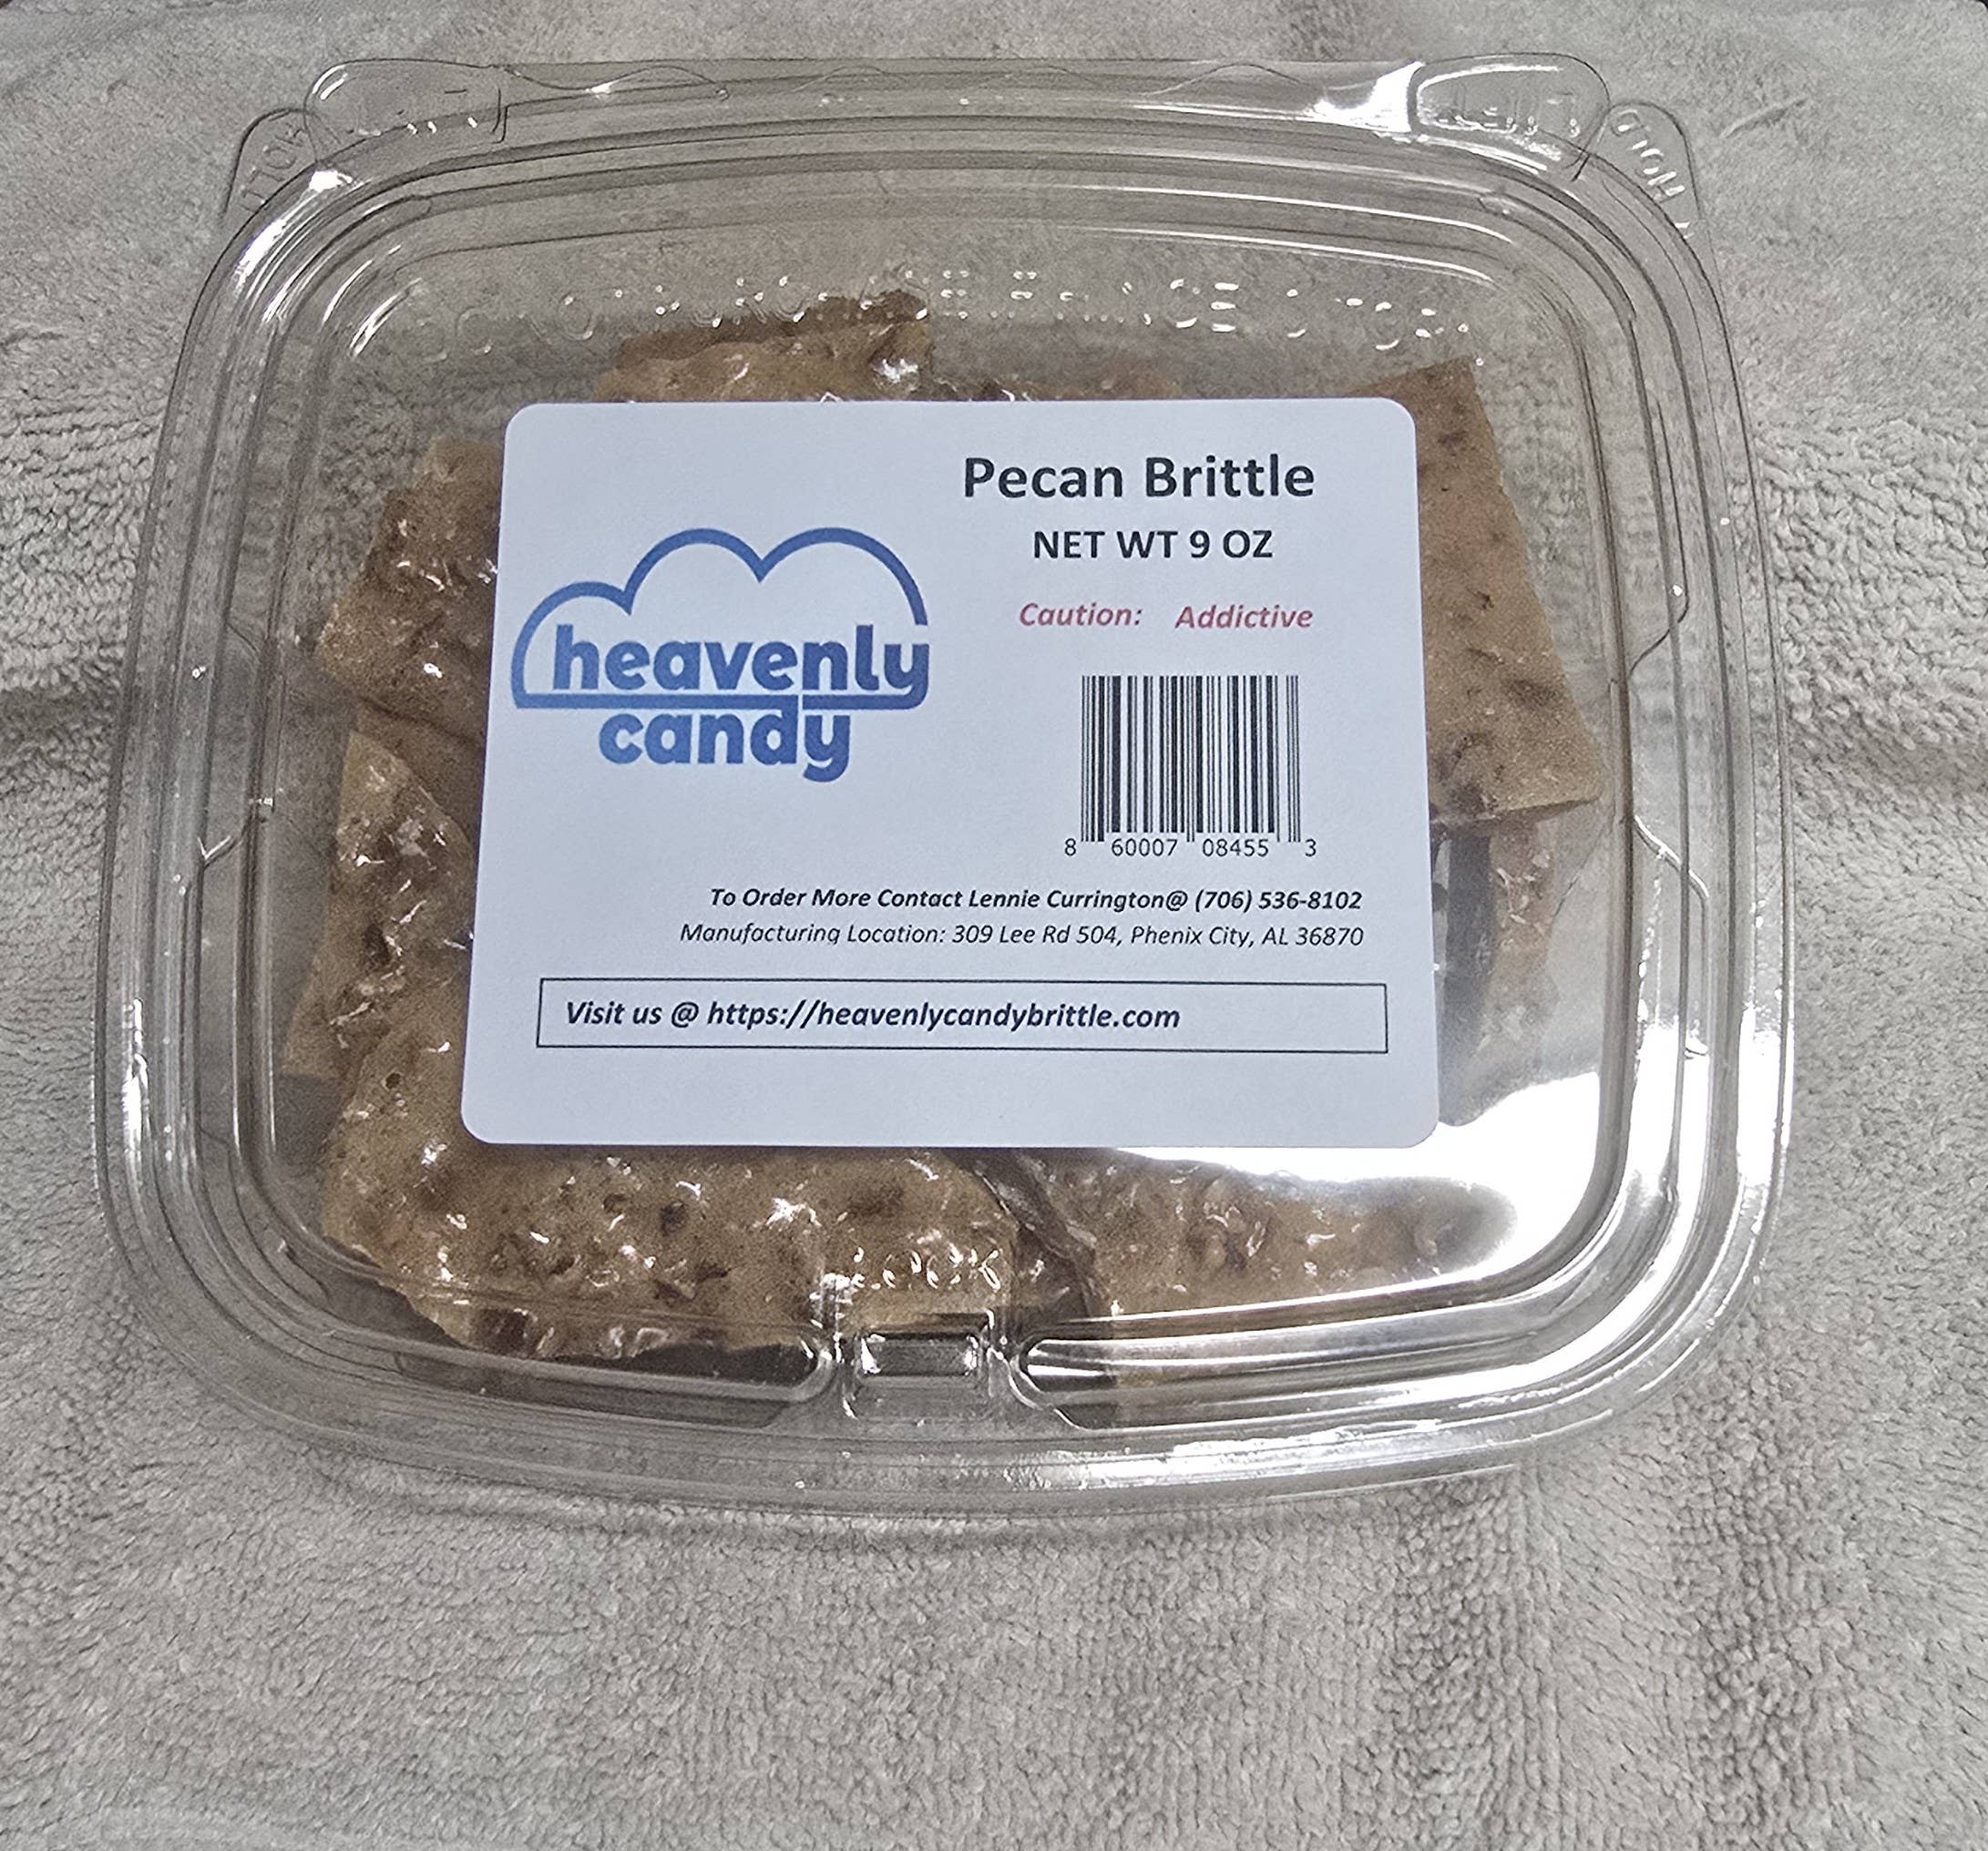 Pecan Brittle
NET WT 9 OZ
Caution: Addictive
heavenly
candy
8 60007 08455 3
To Order More Contact Lennie Currington@ (706) 536-8102
Manufacturing Location: 309 Lee Rd 504, Phenix City, AL 36870
Visit us @ https://heavenlycandybrittle.com